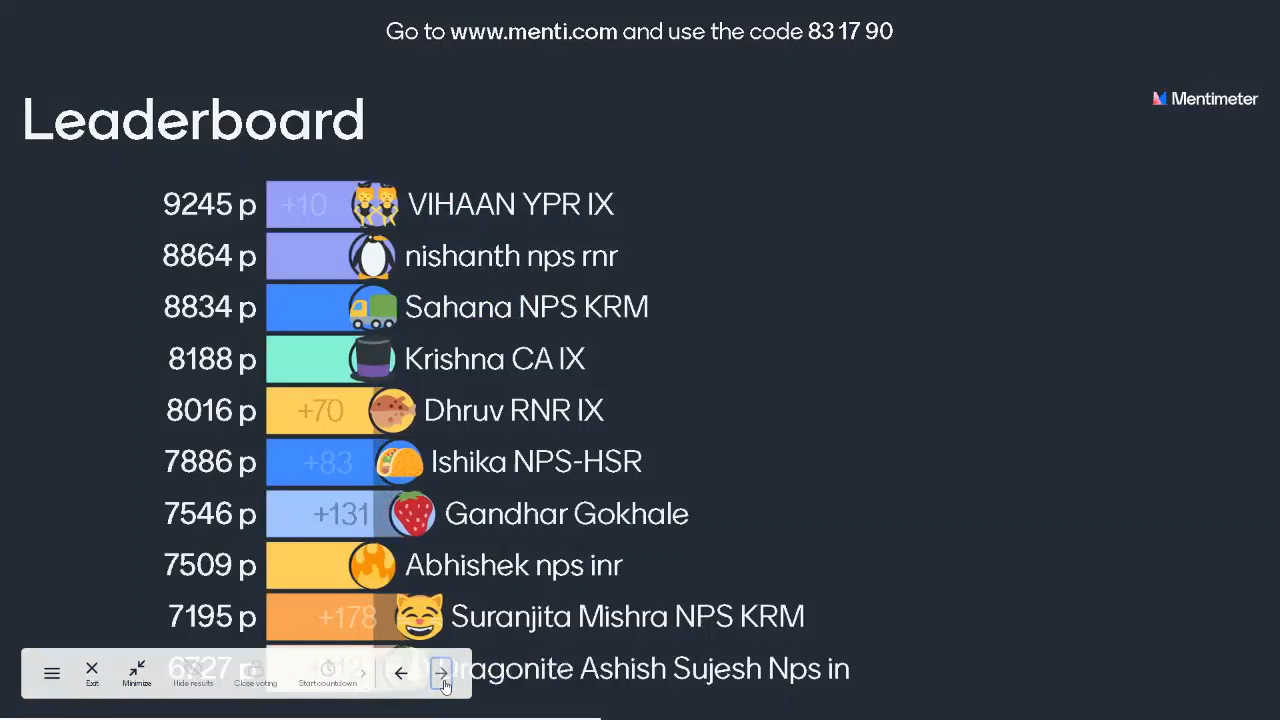 Go to www.menti.com and use the code 83 17 90
Leaderboard
Mentimeter
9245 p +10 VIHAAN YPR IX
8864 p nishanth nps rnr
8834 p Sahana NPS KRM
8188 p Krishna CA IX
8016 p +70 Dhruv RNR IX
7886 p +83 Ishika NPS-HSR
7546 p +131 Gandhar Gokhale
7509 p Abhishek nps inr
7195 p +178 Suranjita Mishra NPS KRM
6727 Dragonite Ashish Sujesh Nps in
Exit Minimize Hide results Close voting Start countdown